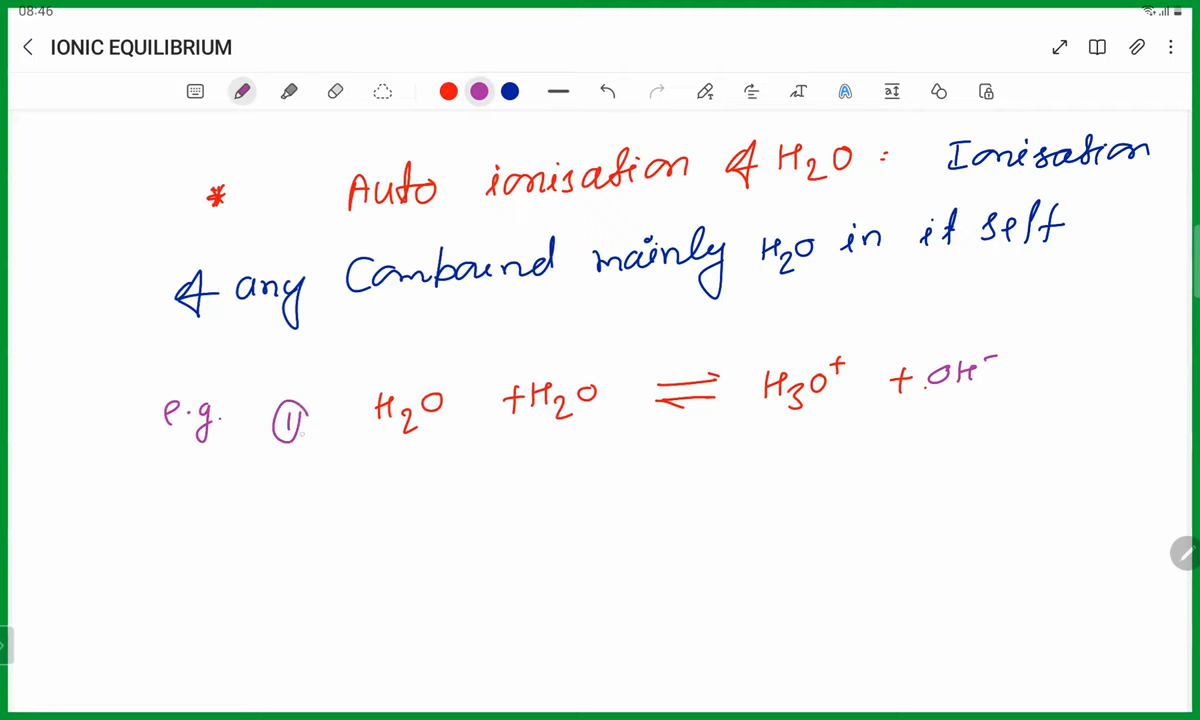 08:46
IONIC EQUILIBRIUM
* Auto ionisation of H2O : Ionisation
of any Compound mainly H2O in it self
e.g. (1) H2O + H2O ⇌ H3O+ + OH-